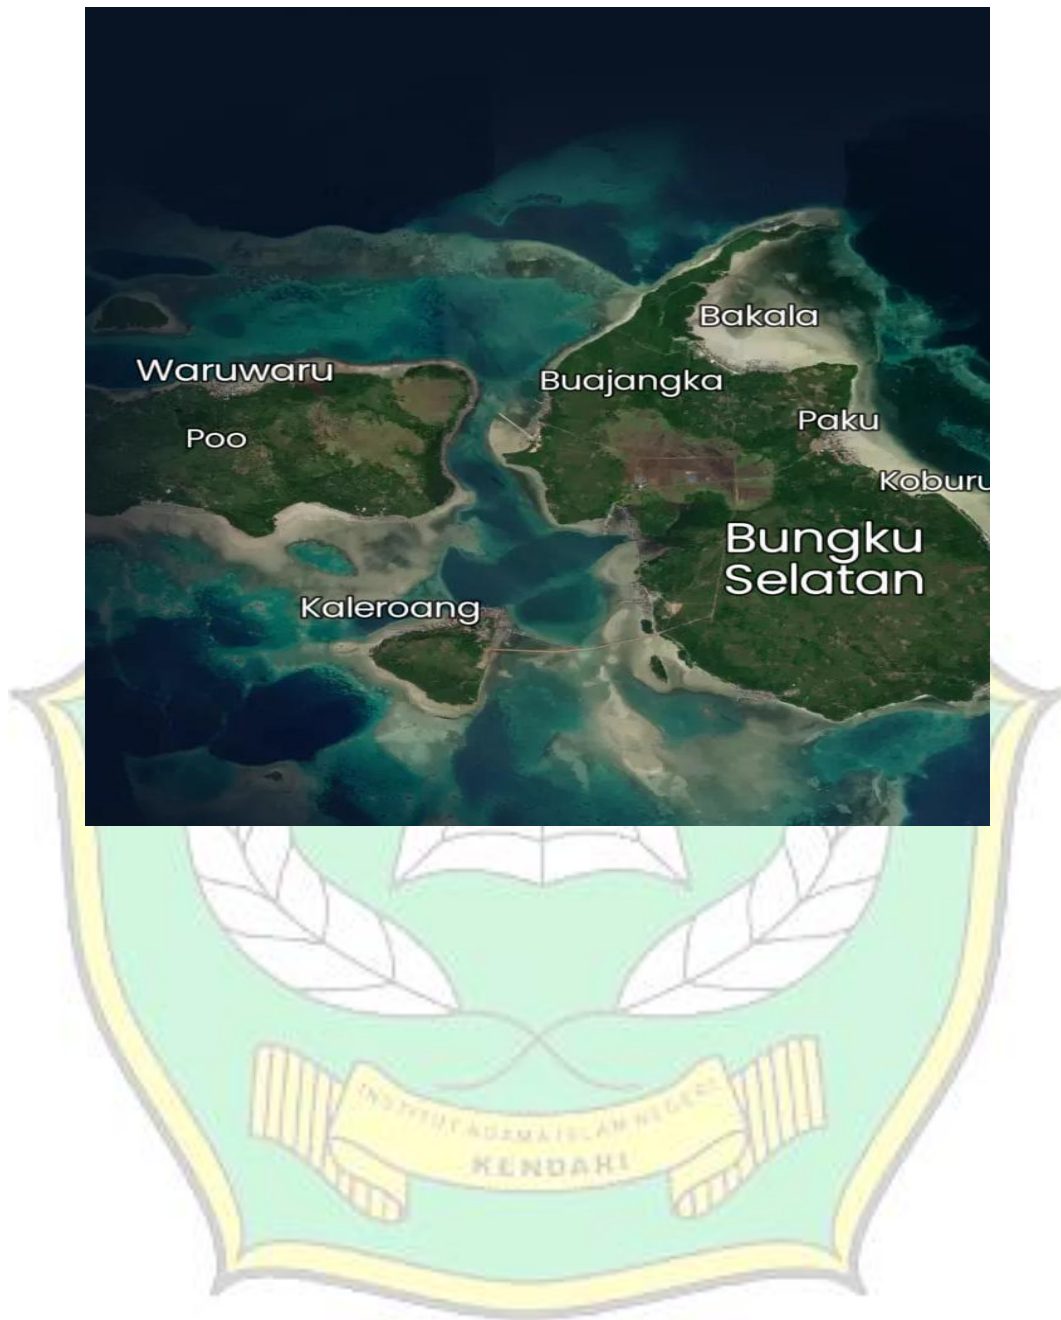 Bakala
Waruwaru
Buajangka
Poo
Paku
Koburu
Bungku
Selatan
Kaleroang
INSTITUT AGAMA ISLAM NEGERI
KENDARI